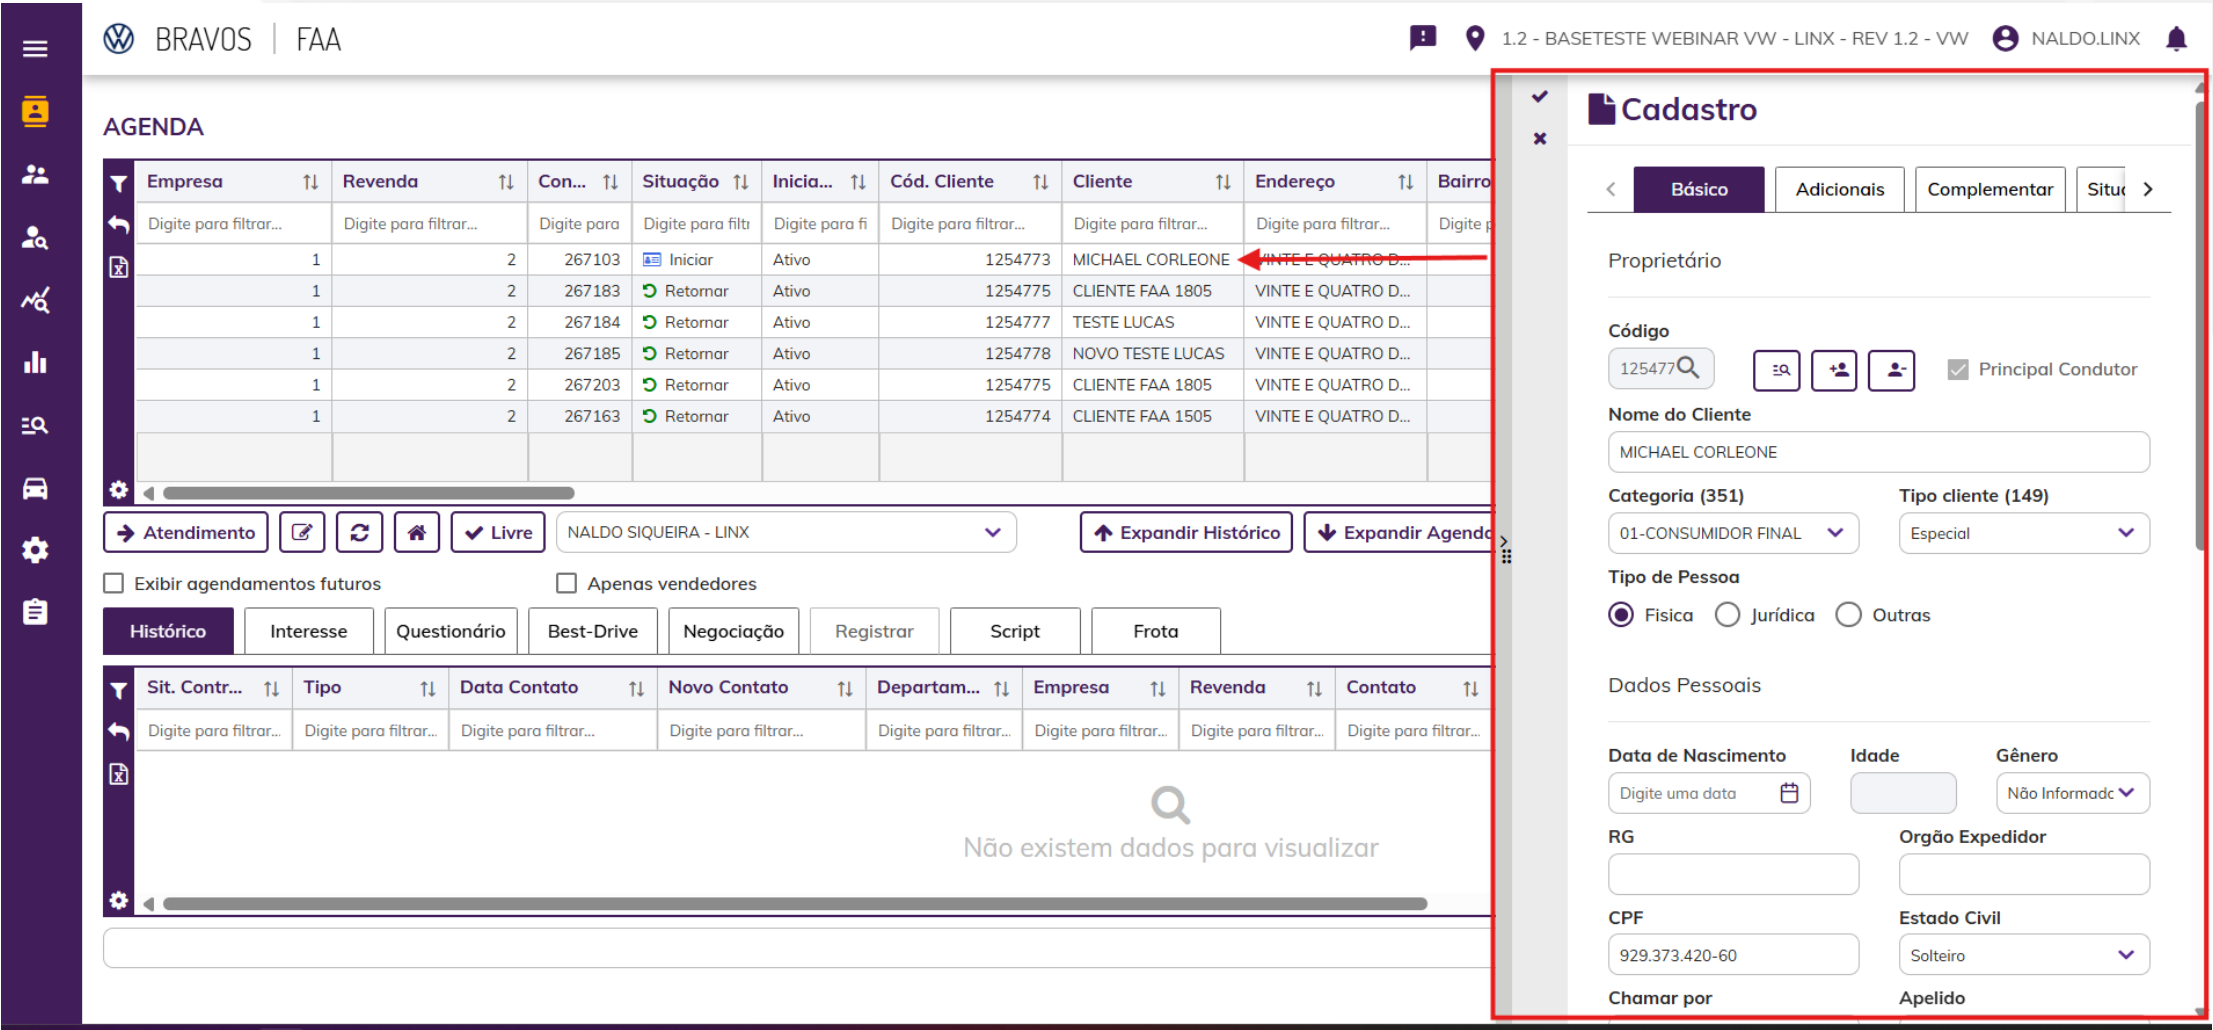 BRAVOS | FAA
1.2 - BASETESTE WEBINAR VW - LINX - REV 1.2 - VW
NALDO.LINX
AGENDA
Empresa Revenda Con... Situação Inicia... Cód. Cliente Cliente Endereço Bairro
Digite para filtrar... Digite para filtrar... Digite para Digite para filtr Digite para fi Digite para filtrar... Digite para filtrar... Digite para filtrar... Digite p
1 2 267103 Iniciar Ativo 1254773 MICHAEL CORLEONE VINTE E QUATRO D...
1 2 267183 Retornar Ativo 1254775 CLIENTE FAA 1805 VINTE E QUATRO D...
1 2 267184 Retornar Ativo 1254777 TESTE LUCAS VINTE E QUATRO D...
1 2 267185 Retornar Ativo 1254778 NOVO TESTE LUCAS VINTE E QUATRO D...
1 2 267203 Retornar Ativo 1254775 CLIENTE FAA 1805 VINTE E QUATRO D...
1 2 267163 Retornar Ativo 1254774 CLIENTE FAA 1505 VINTE E QUATRO D...
Atendimento Livre NALDO SIQUEIRA - LINX Expandir Histórico Expandir Agenda
Exibir agendamentos futuros Apenas vendedores
Histórico Interesse Questionário Best-Drive Negociação Registrar Script Frota
Sit. Contr... Tipo Data Contato Novo Contato Departam... Empresa Revenda Contato
Digite para filtrar... Digite para filtrar... Digite para filtrar... Digite para filtrar... Digite para filtrar... Digite para filtrar... Digite para filtrar... Digite para filtrar...
Não existem dados para visualizar
Cadastro
Básico Adicionais Complementar Situc
Proprietário
Código
125477 Principal Condutor
Nome do Cliente
MICHAEL CORLEONE
Categoria (351) Tipo cliente (149)
01-CONSUMIDOR FINAL Especial
Tipo de Pessoa
Fisica Jurídica Outras
Dados Pessoais
Data de Nascimento Idade Gênero
Digite uma data Não Informadc
RG Orgão Expedidor
CPF Estado Civil
929.373.420-60 Solteiro
Chamar por Apelido